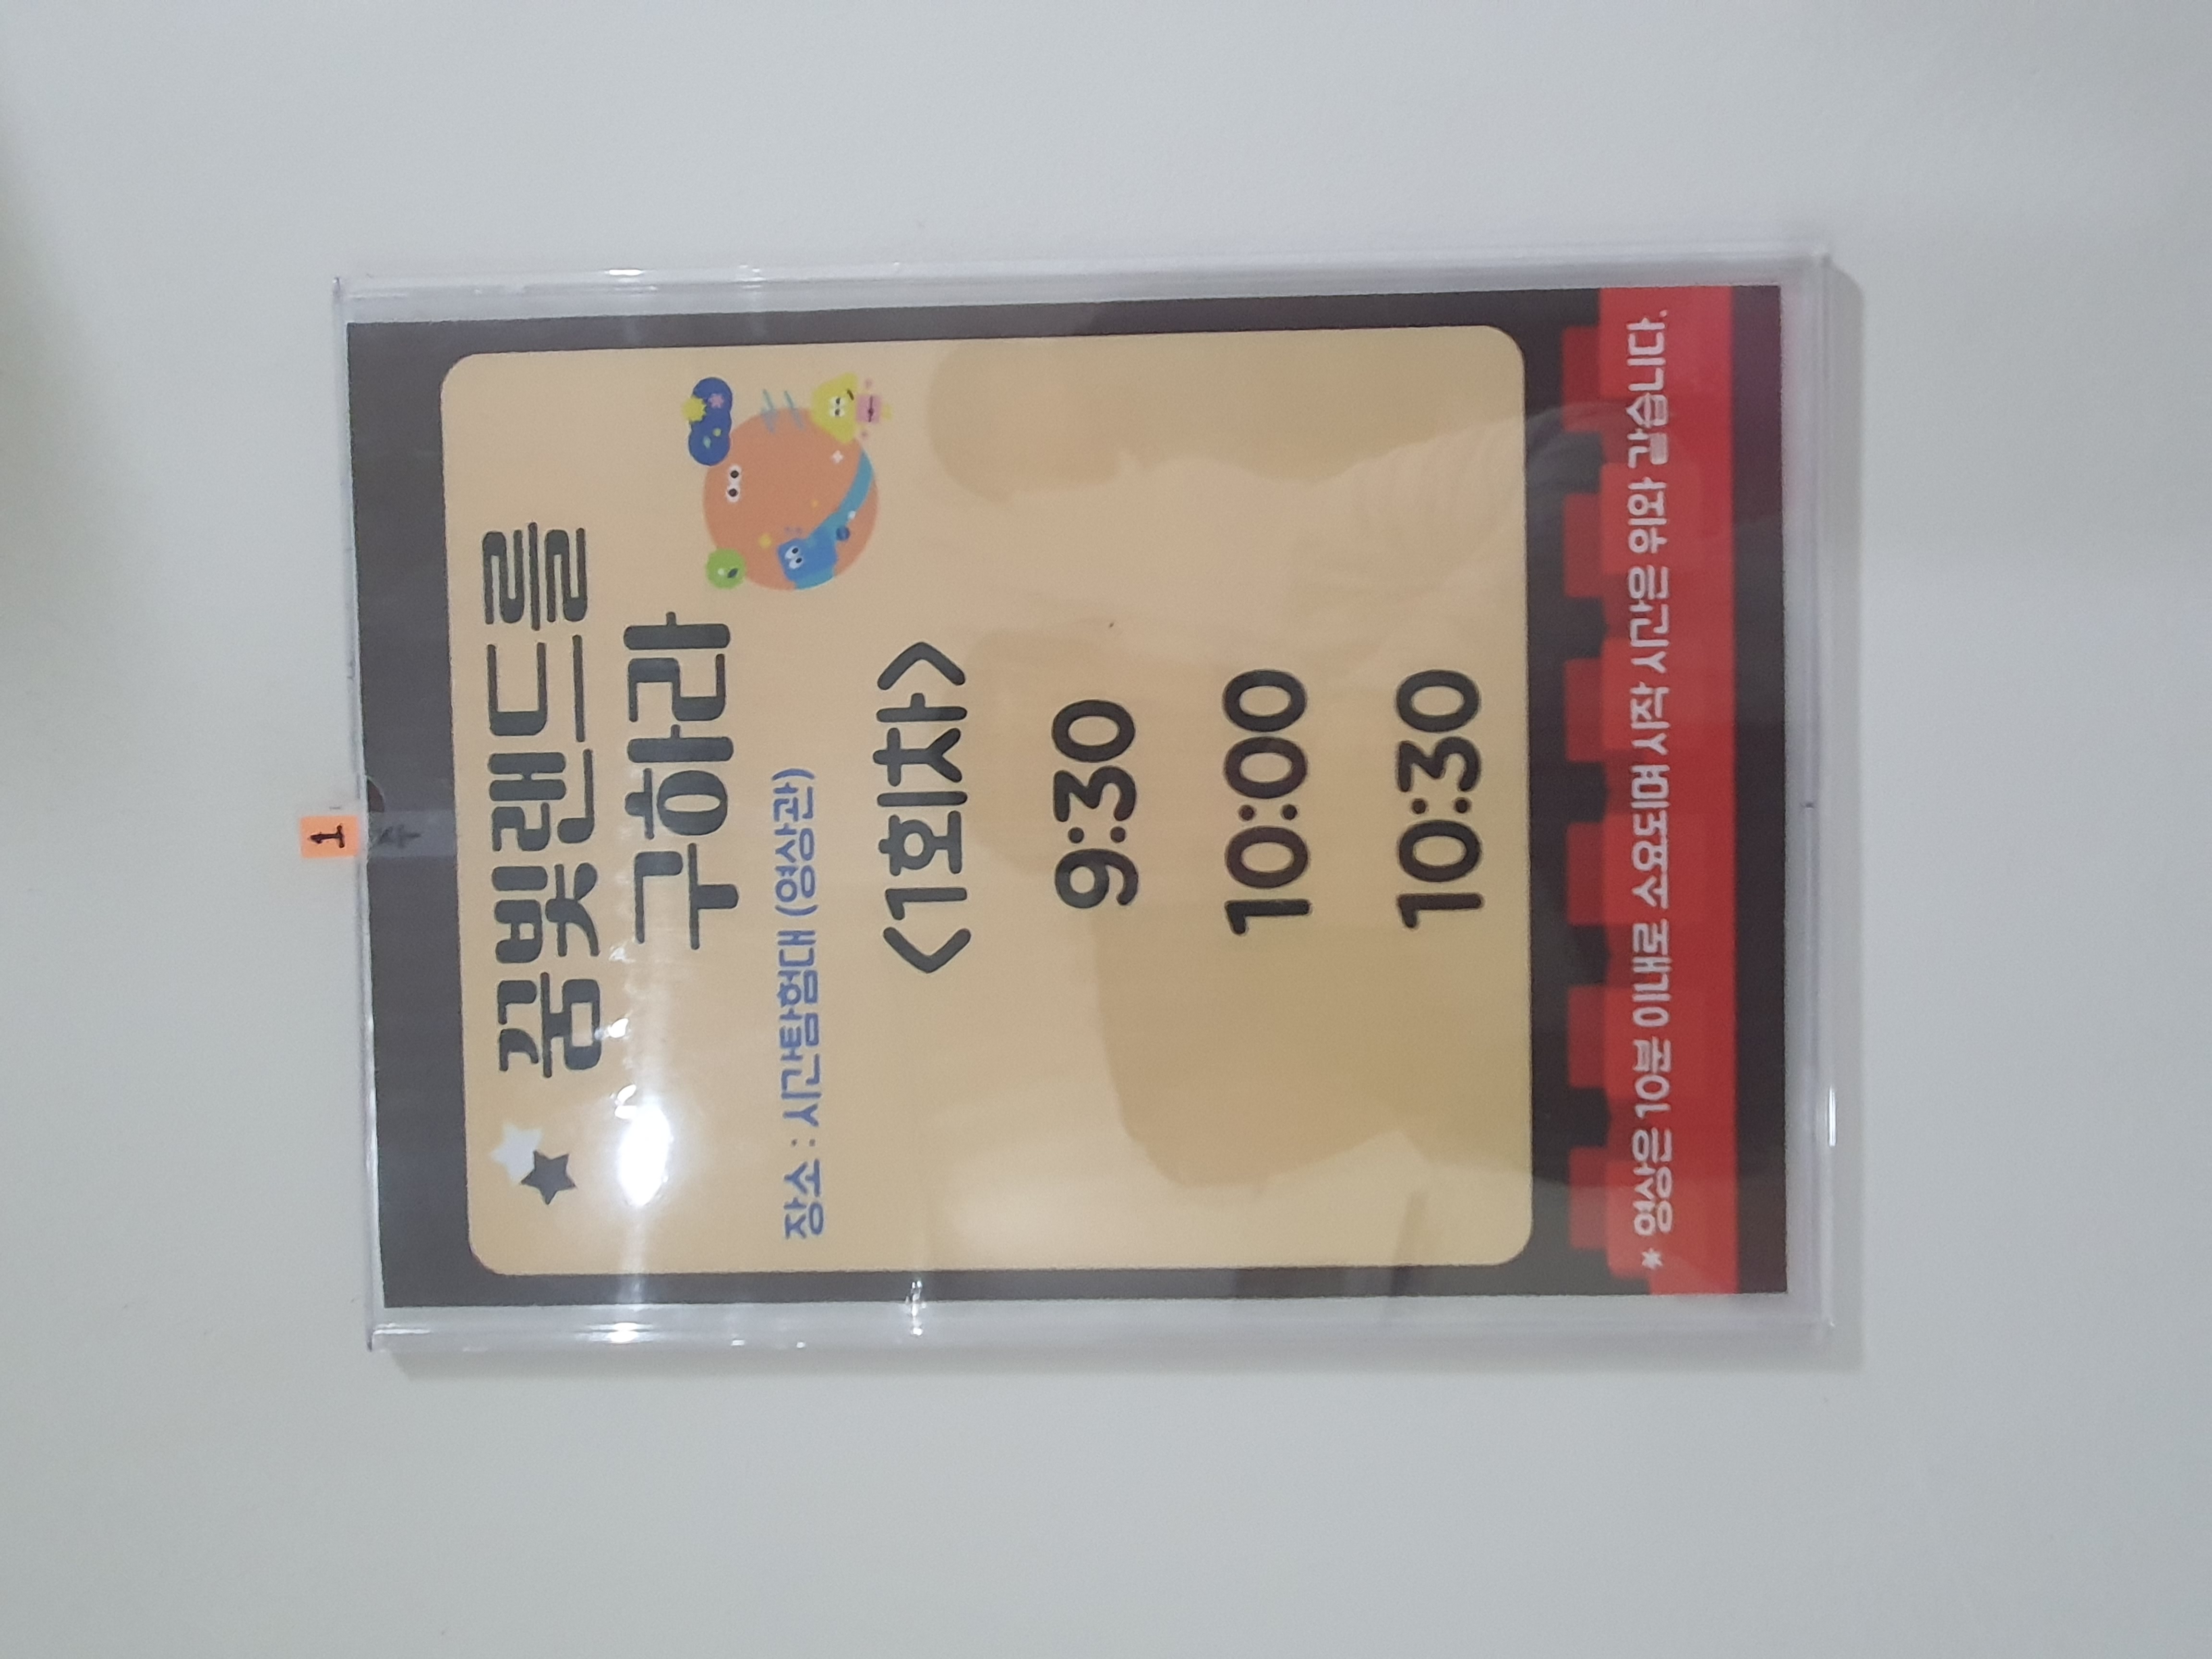 1
꿈빛랜드를
구하라
장소 : 시간탐험대 (영상관)
<1회차>
9:30
10:00
10:30
* 영상은 10분 이내로 소요되며 시작 시간은 위와 같습니다.